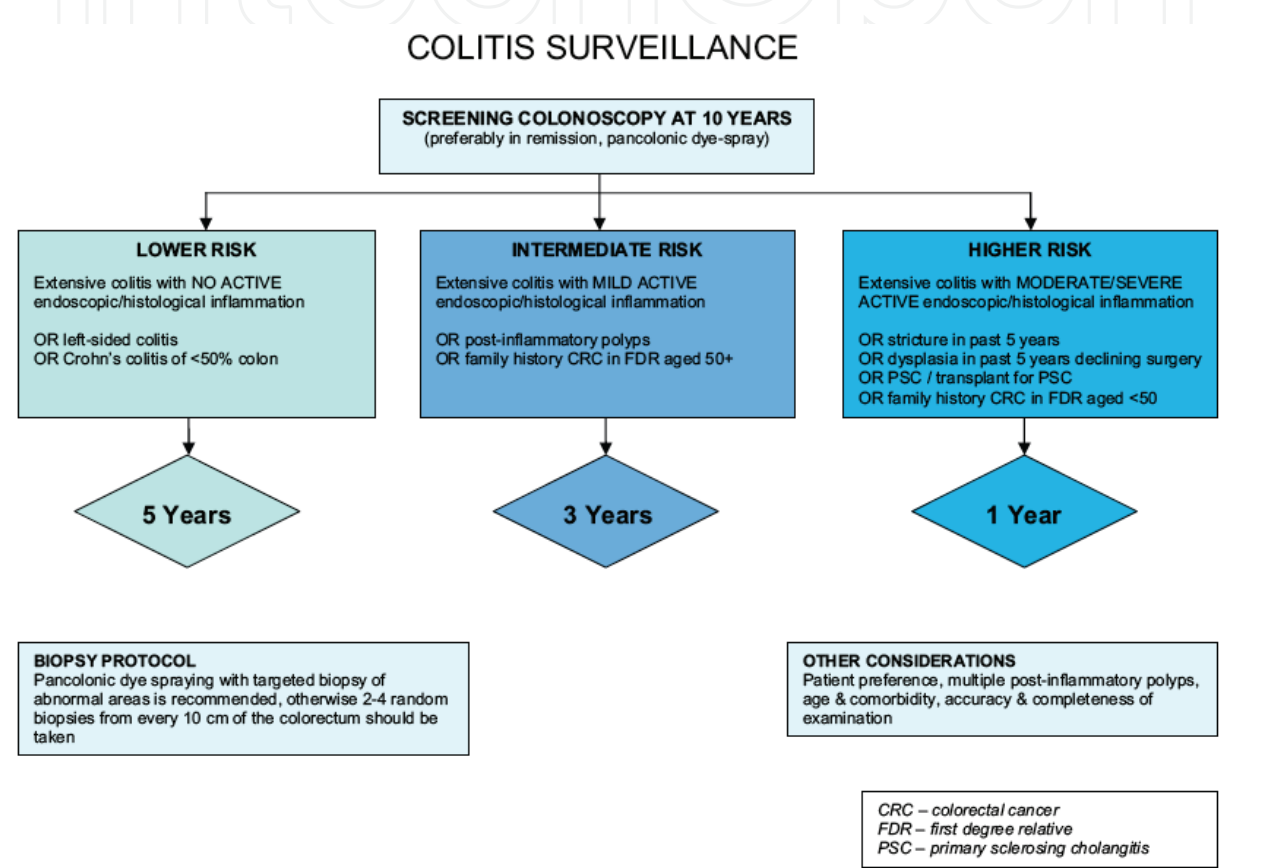 COLITIS SURVEILLANCE
SCREENING COLONOSCOPY AT 10 YEARS
(preferably in remission, pancolonic dye-spray)
LOWER RISK
Extensive colitis with NO ACTIVE
endoscopic/histological inflammation
OR left-sided colitis
OR Crohn's colitis of <50% colon
INTERMEDIATE RISK
Extensive colitis with MILD ACTIVE
endoscopic/histological inflammation
OR post-inflammatory polyps
OR family history CRC in FDR aged 50+
HIGHER RISK
Extensive colitis with MODERATE/SEVERE
ACTIVE endoscopic/histological inflammation
OR stricture in past 5 years
OR dysplasia in past 5 years declining surgery
OR PSC / transplant for PSC
OR family history CRC in FDR aged <50
5 Years
3 Years
1 Year
BIOPSY PROTOCOL
Pancolonic dye spraying with targeted biopsy of
abnormal areas is recommended, otherwise 2-4 random
biopsies from every 10 cm of the colorectum should be
taken
OTHER CONSIDERATIONS
Patient preference, multiple post-inflammatory polyps,
age & comorbidity, accuracy & completeness of
examination
CRC – colorectal cancer
FDR – first degree relative
PSC – primary sclerosing cholangitis